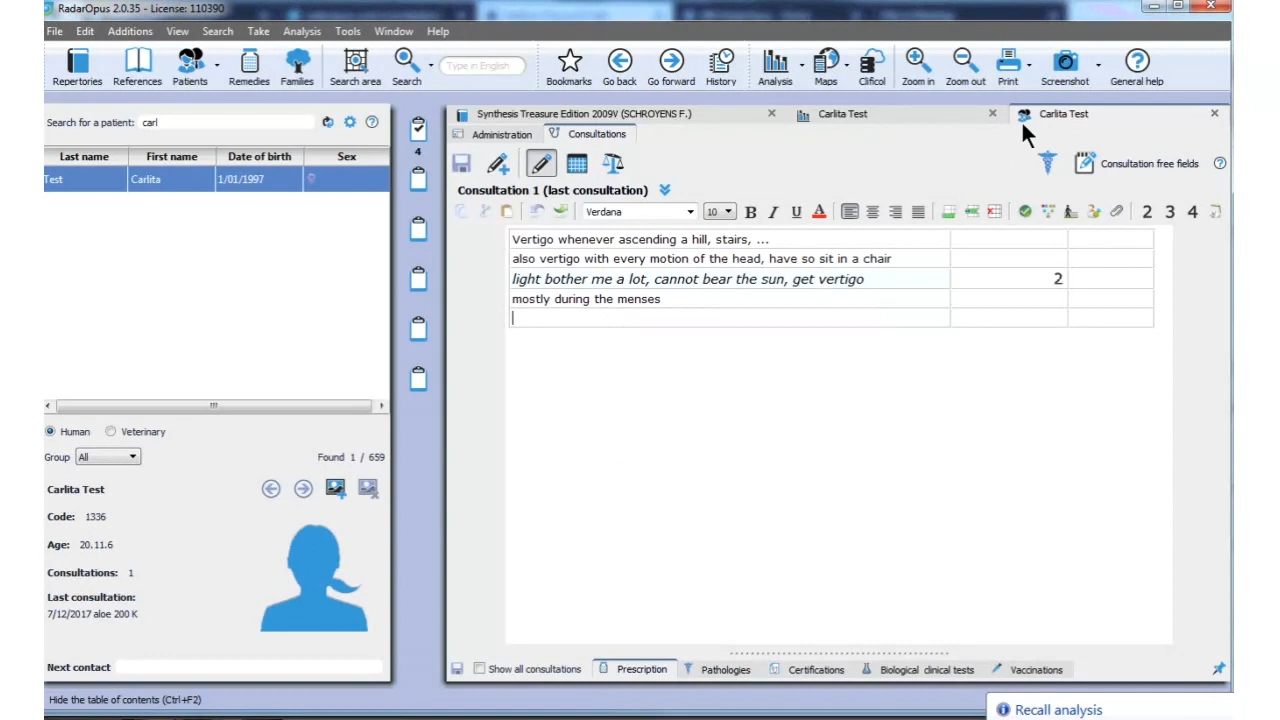 RadarOpus 2.0.35 - License: 110390
File Edit Additions View Search Take Analysis Tools Window Help
Repertories References Patients Remedies Families Search area Search Type in English Bookmarks Go back Go forward History Analysis Maps Clificol Zoom in Zoom out Print Screenshot General help
Search for a patient: carl
Last name First name Date of birth Sex
Test Carlita 1/01/1997
Human Veterinary
Group All Found 1 / 659
Carlita Test
Code: 1336
Age: 20.11.6
Consultations: 1
Last consultation:
7/12/2017 aloe 200 K
Next contact
4
Synthesis Treasure Edition 2009V (SCHROYENS F.) Carlita Test Carlita Test
Administration Consultations
Consultation free fields
Consultation 1 (last consultation)
Verdana 10 B I U A 2 3 4
Vertigo whenever ascending a hill, stairs, ...
also vertigo with every motion of the head, have so sit in a chair
light bother me a lot, cannot bear the sun, get vertigo 2
mostly during the menses
Show all consultations Prescription Pathologies Certifications Biological clinical tests Vaccinations
Hide the table of contents (Ctrl+F2)
Recall analysis